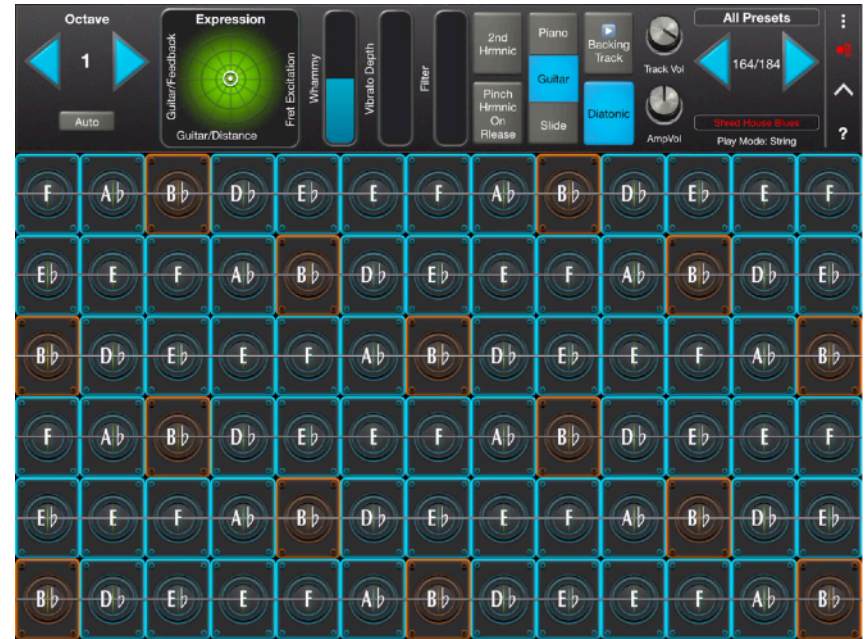 Octave
1
Auto
Expression
Guitar/Feedback
Fret Excitation
Guitar/Distance
Whammy
Vibrato Depth
Filter
2nd
Hrmnic
Pinch
Hrmnic
On
Rlease
Piano
Guitar
Slide
Backing
Track
Diatonic
Track Vol
AmpVol
All Presets
164/184
Shred House Blues
Play Mode: String
?
F A♭ B♭ D♭ E♭ E F A♭ B♭ D♭ E♭ E F
E♭ E F A♭ B♭ D♭ E♭ E F A♭ B♭ D♭ E♭
B♭ D♭ E♭ E F A♭ B♭ D♭ E♭ E F A♭ B♭
F A♭ B♭ D♭ E♭ E F A♭ B♭ D♭ E♭ E F
E♭ E F A♭ B♭ D♭ E♭ E F A♭ B♭ D♭ E♭
B♭ D♭ E♭ E F A♭ B♭ D♭ E♭ E F A♭ B♭